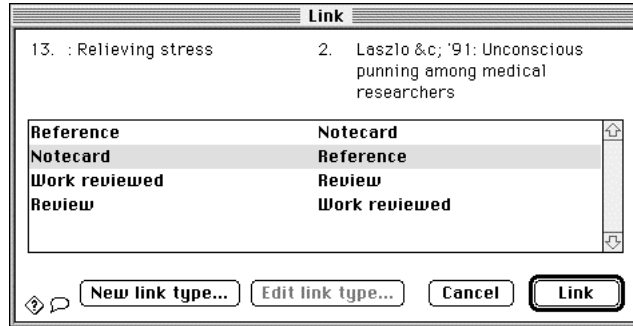 Link
13. : Relieving stress
2. Laszlo &c; '91: Unconscious
punning among medical
researchers
Reference Notecard
Notecard Reference
Work reviewed Review
Review Work reviewed
? New link type... Edit link type... Cancel Link